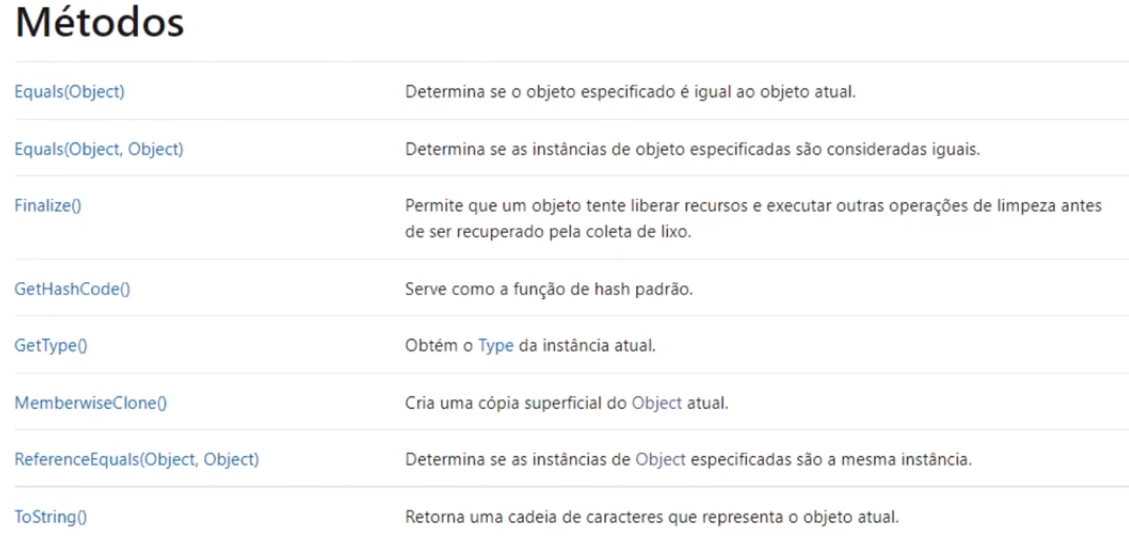 Métodos
Equals(Object) Determina se o objeto especificado é igual ao objeto atual.
Equals(Object, Object) Determina se as instâncias de objeto especificadas são consideradas iguais.
Finalize() Permite que um objeto tente liberar recursos e executar outras operações de limpeza antes
de ser recuperado pela coleta de lixo.
GetHashCode() Serve como a função de hash padrão.
GetType() Obtém o Type da instância atual.
MemberwiseClone() Cria uma cópia superficial do Object atual.
ReferenceEquals(Object, Object) Determina se as instâncias de Object especificadas são a mesma instância.
ToString() Retorna uma cadeia de caracteres que representa o objeto atual.